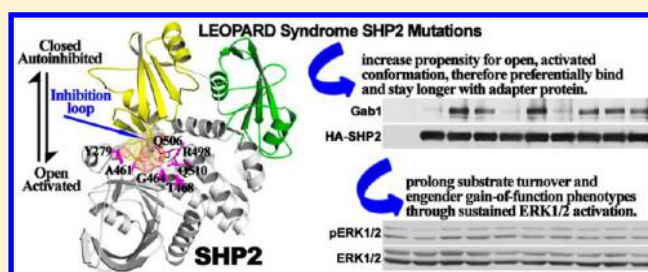 LEOPARD Syndrome SHP2 Mutations
Closed
Autoinhibited
Inhibition
loop
Open
Activated
Q506
Y279
R498
A461
Q510
G464
T468
SHP2
increase propensity for open, activated
conformation, therefore preferentially bind
and stay longer with adapter protein.
Gab1
HA-SHP2
prolong substrate turnover and
engender gain-of-function phenotypes
through sustained ERK1/2 activation.
pERK1/2
ERK1/2